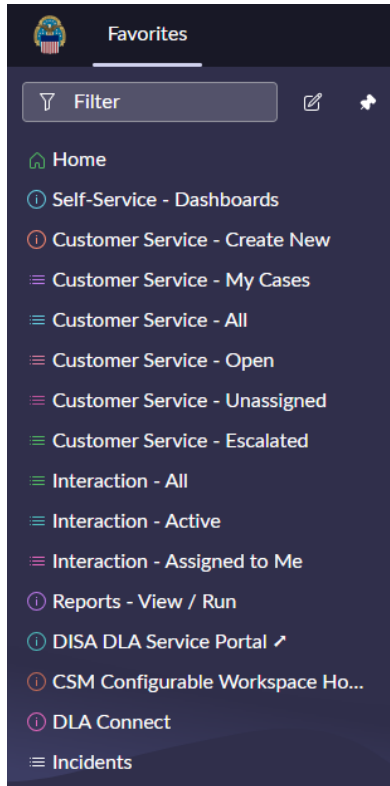 Favorites
Filter
Home
Self-Service - Dashboards
Customer Service - Create New
Customer Service - My Cases
Customer Service - All
Customer Service - Open
Customer Service - Unassigned
Customer Service - Escalated
Interaction - All
Interaction - Active
Interaction - Assigned to Me
Reports - View / Run
DISA DLA Service Portal ➚
CSM Configurable Workspace Ho...
DLA Connect
Incidents